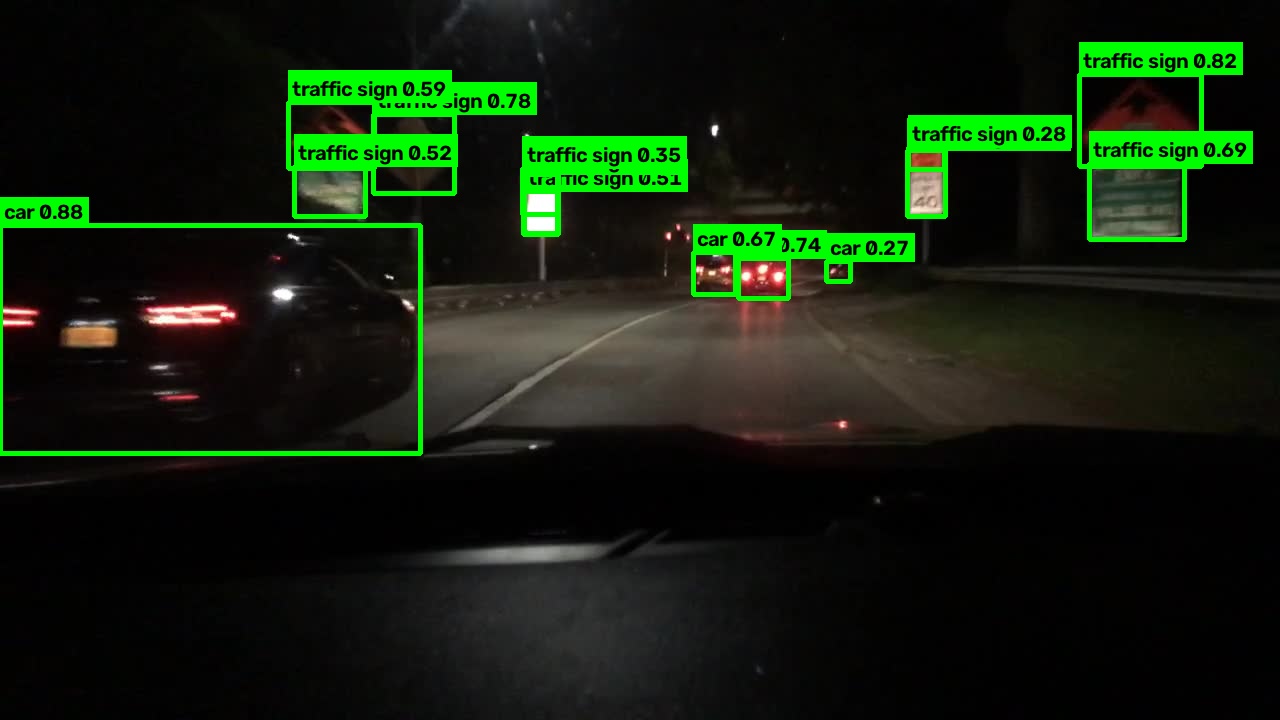 traffic sign 0.82
traffic sign 0.59
sign 0.78
traffic sign 0.28
traffic sign 0.69
traffic sign 0.52
traffic sign 0.35
traffic sign 0.51
40
car 0.88
car 0.67
0.74
car 0.27